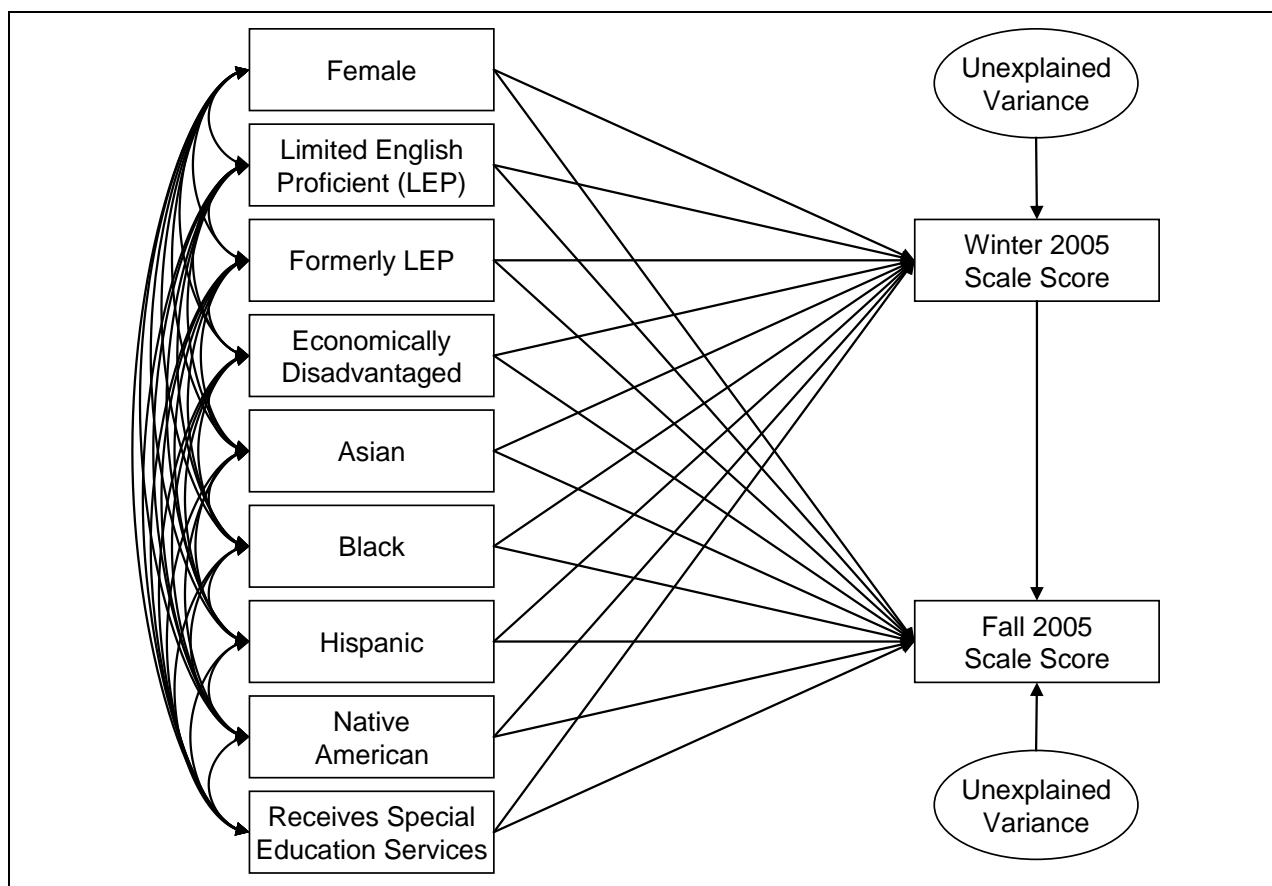 Female
Limited English
Proficient (LEP)
Formerly LEP
Economically
Disadvantaged
Asian
Black
Hispanic
Native
American
Receives Special
Education Services
Unexplained
Variance
Winter 2005
Scale Score
Fall 2005
Scale Score
Unexplained
Variance